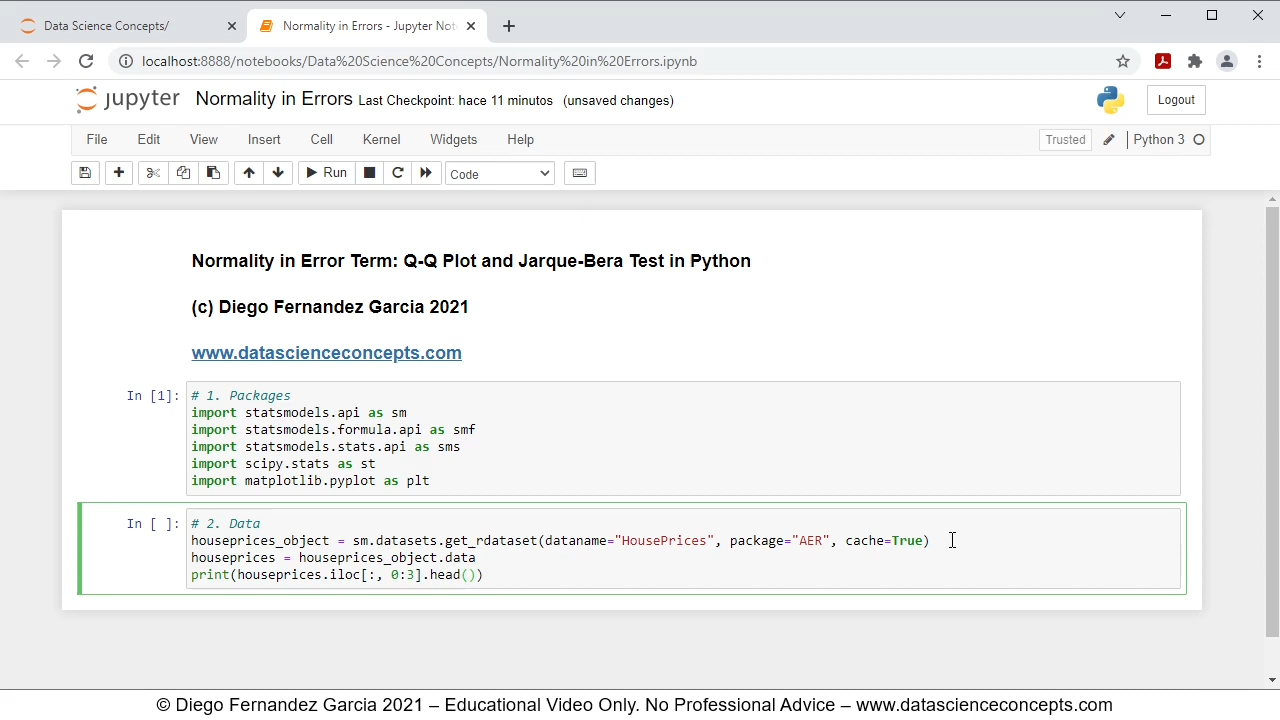 Data Science Concepts/
Normality in Errors - Jupyter Not
localhost:8888/notebooks/Data%20Science%20Concepts/Normality%20in%20Errors.ipynb
jupyter Normality in Errors Last Checkpoint: hace 11 minutos (unsaved changes)
Logout
File Edit View Insert Cell Kernel Widgets Help
Trusted Python 3
Run Code
Normality in Error Term: Q-Q Plot and Jarque-Bera Test in Python
(c) Diego Fernandez Garcia 2021
www.datascienceconcepts.com
In [1]: # 1. Packages
import statsmodels.api as sm
import statsmodels.formula.api as smf
import statsmodels.stats.api as sms
import scipy.stats as st
import matplotlib.pyplot as plt
In [ ]: # 2. Data
houseprices_object = sm.datasets.get_rdataset(dataname="HousePrices", package="AER", cache=True)
houseprices = houseprices_object.data
print(houseprices.iloc[:, 0:3].head())
© Diego Fernandez Garcia 2021 – Educational Video Only. No Professional Advice – www.datascienceconcepts.com